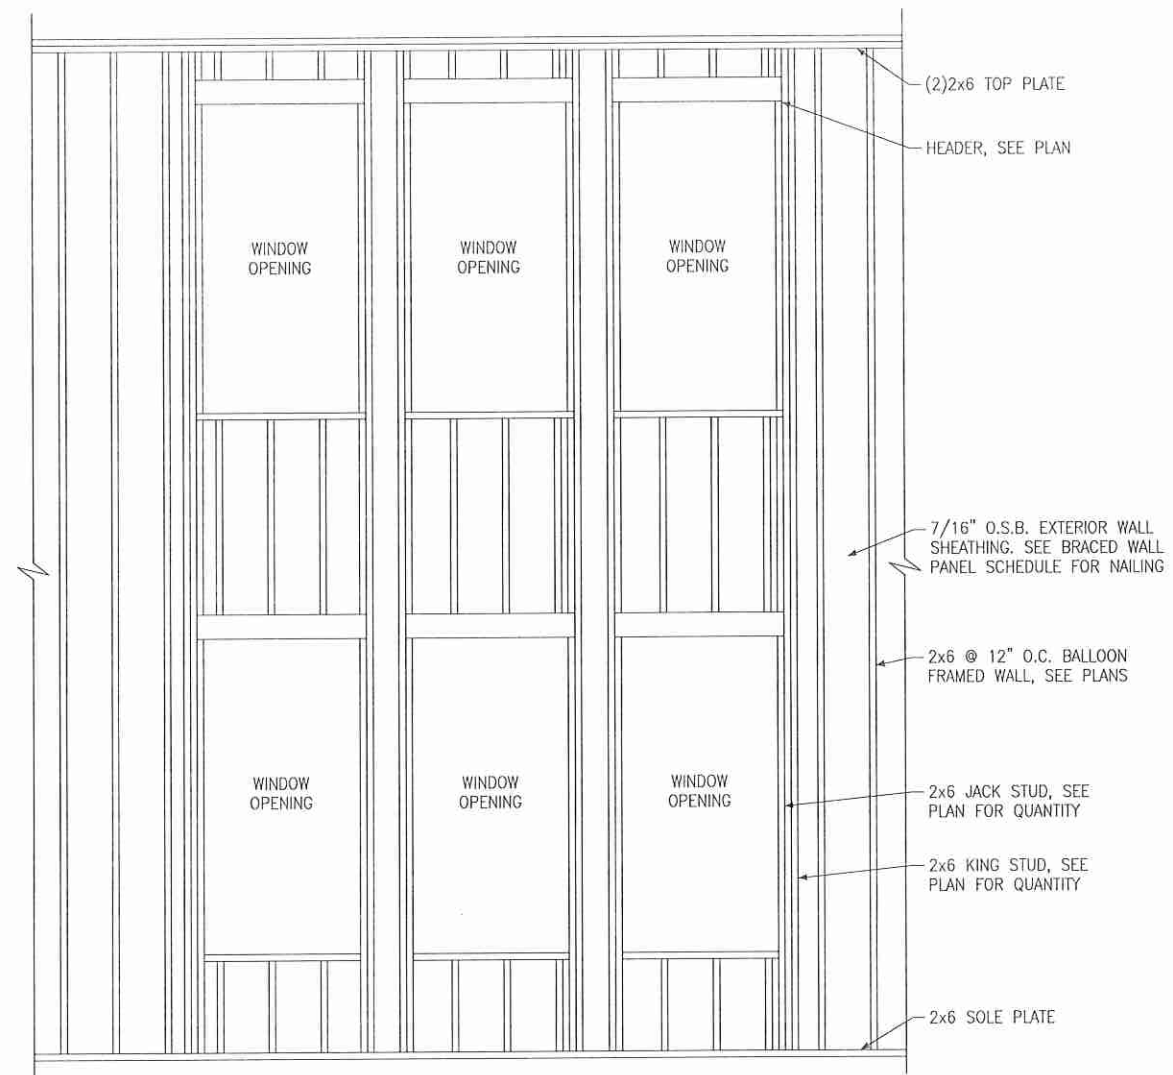 (2)2x6 TOP PLATE
HEADER, SEE PLAN
WINDOW
OPENING
WINDOW
OPENING
WINDOW
OPENING
7/16" O.S.B. EXTERIOR WALL
SHEATHING. SEE BRACED WALL
PANEL SCHEDULE FOR NAILING
2x6 @ 12" O.C. BALLOON
FRAMED WALL, SEE PLANS
WINDOW
OPENING
WINDOW
OPENING
WINDOW
OPENING
2x6 JACK STUD, SEE
PLAN FOR QUANTITY
2x6 KING STUD, SEE
PLAN FOR QUANTITY
2x6 SOLE PLATE